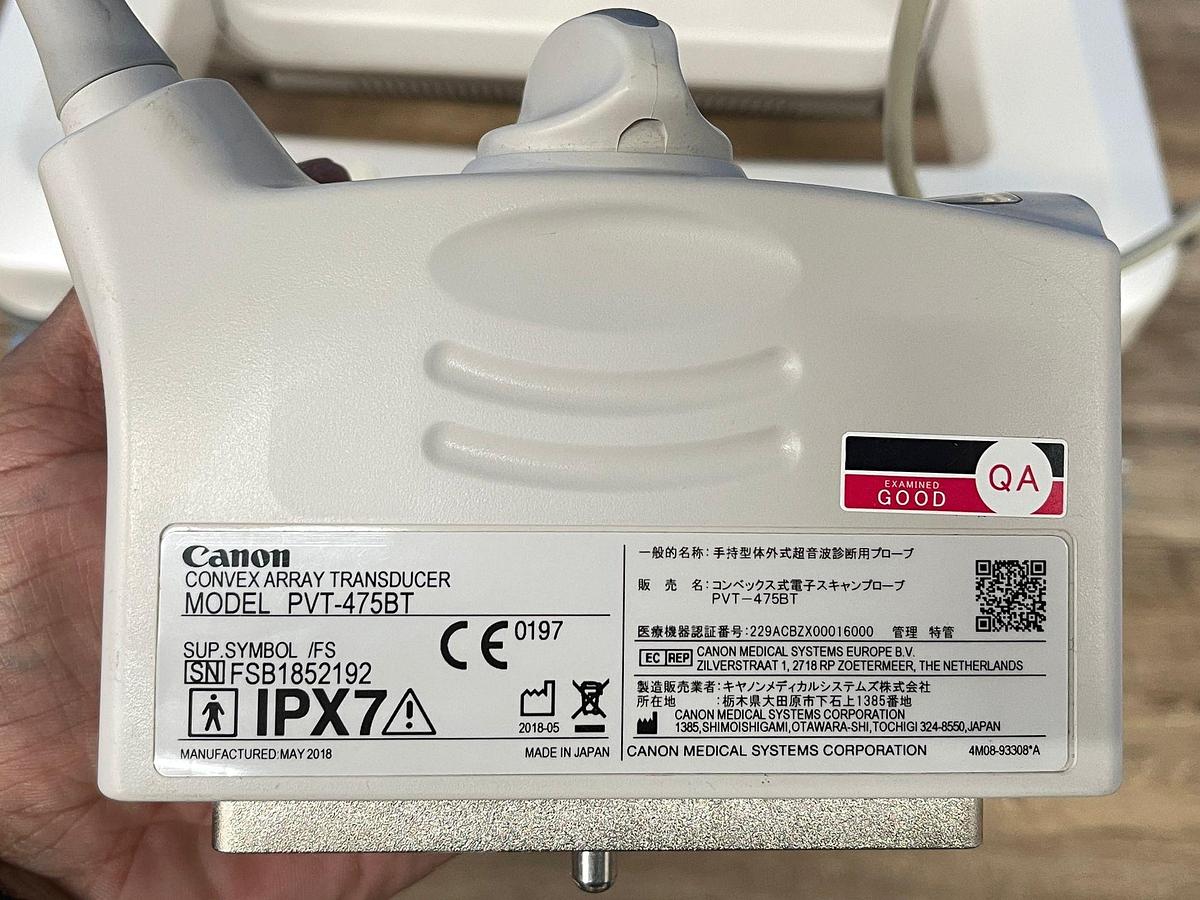 EXAMINED
GOOD
QA
Canon
CONVEX ARRAY TRANSDUCER
MODEL PVT-475BT
SUP.SYMBOL /FS
SN FSB1852192
CE 0197
IPX7
2018-05
MANUFACTURED:MAY 2018
MADE IN JAPAN
一般的名称:手持型体外式超音波診断用プローブ
販 売 名:コンベックス式電子スキャンプローブ
PVT-475BT
医療機器認証番号:229ACBZX00016000 管理 特管
EC REP CANON MEDICAL SYSTEMS EUROPE B.V.
ZILVERSTRAAT 1, 2718 RP ZOETERMEER, THE NETHERLANDS
製造販売業者:キヤノンメディカルシステムズ株式会社
所在地 :栃木県大田原市下石上1385番地
CANON MEDICAL SYSTEMS CORPORATION
1385,SHIMOISHIGAMI,OTAWARA-SHI,TOCHIGI 324-8550,JAPAN
CANON MEDICAL SYSTEMS CORPORATION
4M08-93308*A